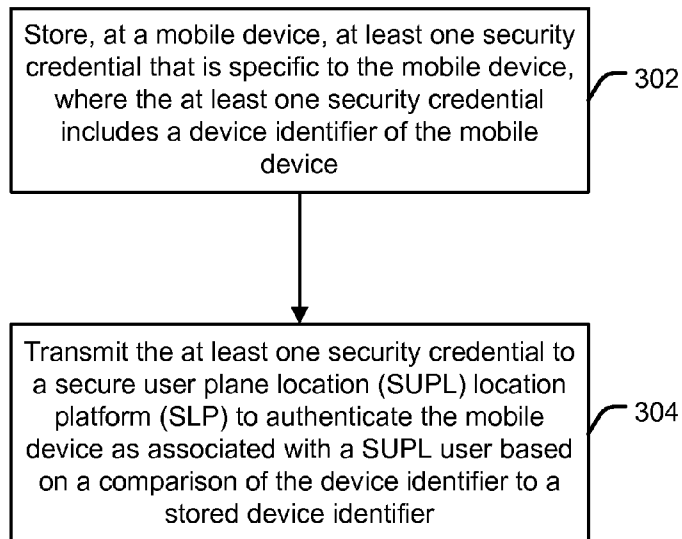 Store, at a mobile device, at least one security
credential that is specific to the mobile device,
where the at least one security credential
includes a device identifier of the mobile
device
302
Transmit the at least one security credential to
a secure user plane location (SUPL) location
platform (SLP) to authenticate the mobile
device as associated with a SUPL user based
on a comparison of the device identifier to a
stored device identifier
304